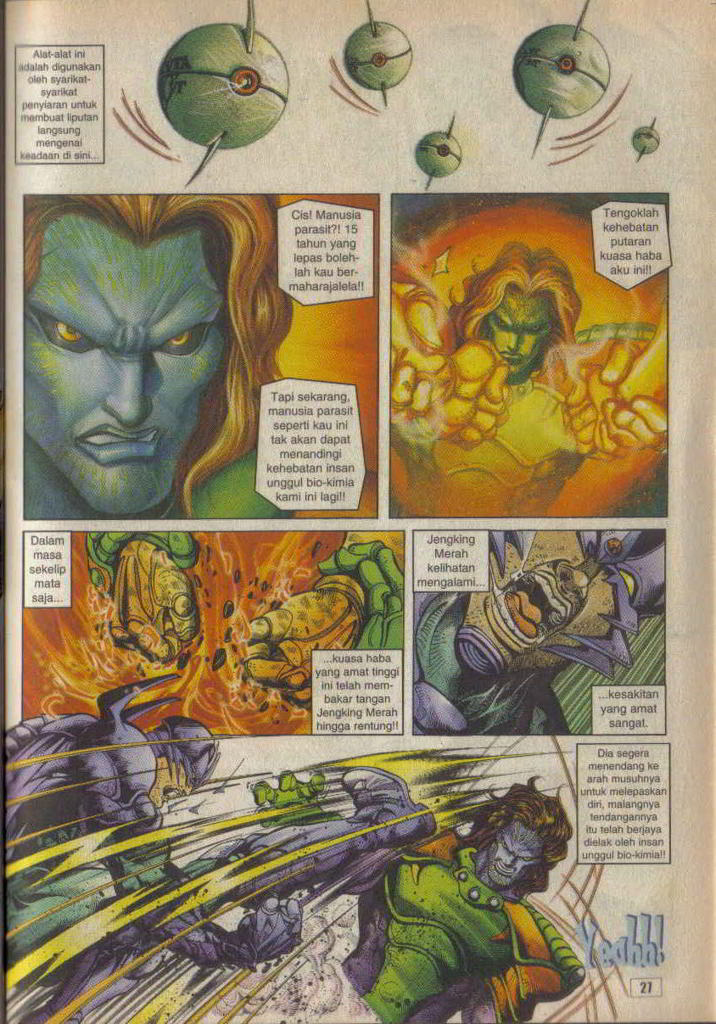 Alat-alat ini
adalah digunakan
oleh syarikat-
syarikat
penyiaran untuk
membuat liputan
langsung
mengenai
keadaan di sini...
Cis! Manusia
parasit?! 15
tahun yang
lepas boleh-
lah kau ber-
maharajalela!!
Tapi sekarang,
manusia parasit
seperti kau ini
tak akan dapat
menandingi
kehebatan insan
unggul bio-kimia
kami ini lagi!!
Tengoklah
kehebatan
putaran
kuasa haba
aku ini!!
Dalam
masa
sekelip
mata
saja...
...kuasa haba
yang amat tinggi
ini telah mem-
bakar tangan
Jengking Merah
hingga rentung!!
Jengking
Merah
kelihatan
mengalami...
...kesakitan
yang amat
sangat.
Dia segera
menendang ke
arah musuhnya
untuk melepaskan
diri, malangnya
tendangannya
itu telah berjaya
dielak oleh insan
unggul bio-kimia!!
Yeahh!
27